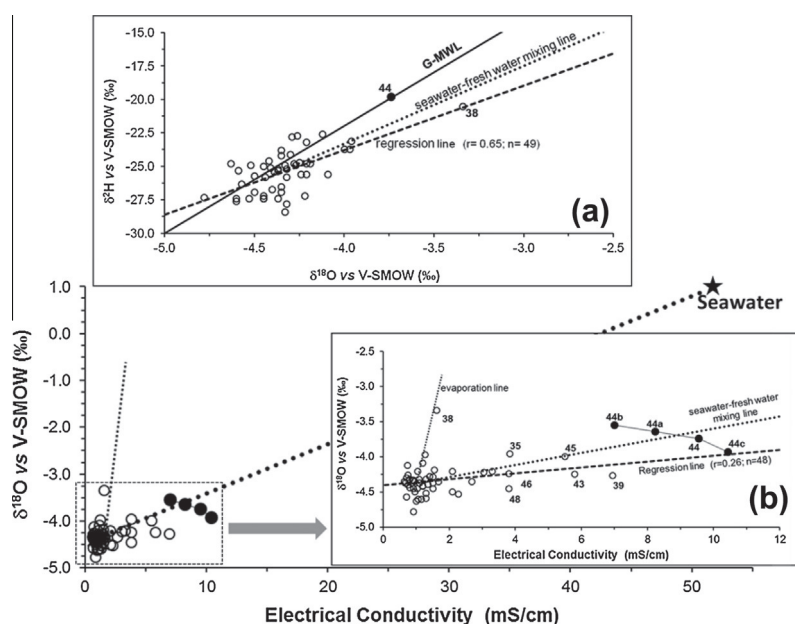 -15.0
-17.5
-20.0
-22.5
-25.0
-27.5
-30.0
δ²H vs V-SMOW (‰)
G-MWL
44
seawater-fresh water mixing line
38
regression line (r= 0.65; n= 49)
(a)
-5.0 -4.5 -4.0 -3.5 -3.0 -2.5
δ¹⁸O vs V-SMOW (‰)
1.0
0.0
-1.0
-2.0
-3.0
-4.0
-5.0
δ¹⁸O vs V-SMOW (‰)
Seawater
-2.5
-3.0
-3.5
-4.0
-4.5
-5.0
δ¹⁸O vs V-SMOW (‰)
evaporation line
38
44b
44a
seawater-fresh water
mixing line
35
45
44
44c
46
43
39
48
Regression line (r=0.26; n=48)
(b)
0 2 4 6 8 10 12
Electrical Conductivity (mS/cm)
0 10 20 30 40 50
Electrical Conductivity (mS/cm)